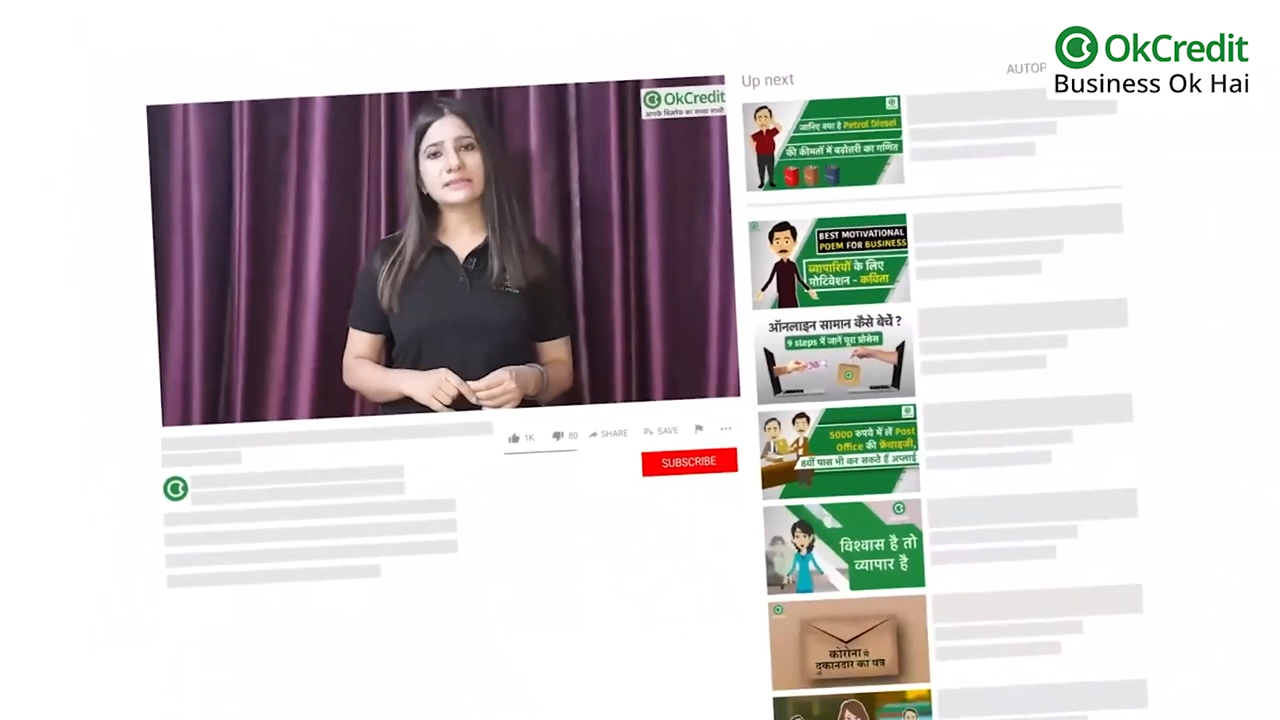 OkCredit
Business Ok Hai
Up next
AUTOP
OkCredit
आपके बिज़नेस का सच्चा साथी
जानिए क्या है Petrol Diesel
की कीमतों में बढ़ोतरी का गणित
BEST MOTIVATIONAL
POEM FOR BUSINESS
व्यापारियों के लिए
मोटिवेशन - कविता
ऑनलाइन सामान कैसे बेचें ?
9 steps में जानें पूरा प्रोसेस
1K
80
SHARE
SAVE
SUBSCRIBE
5000 रुपये में लें Post
Office की फ्रेंचाइजी,
8वीं पास भी कर सकते हैं अप्लाई
विश्वास है तो
व्यापार है
कोरोना में
दुकानदार का पत्र